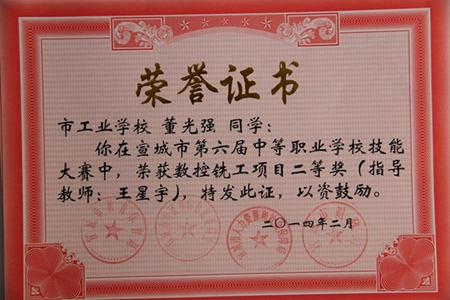 荣誉证书
市工业学校 董光强 同学：
你在宣城市第六届中等职业学校技能
大赛中，荣获数控铣工项目二等奖（指导
教师：王星宇），特发此证，以资鼓励。
二〇一四年二月